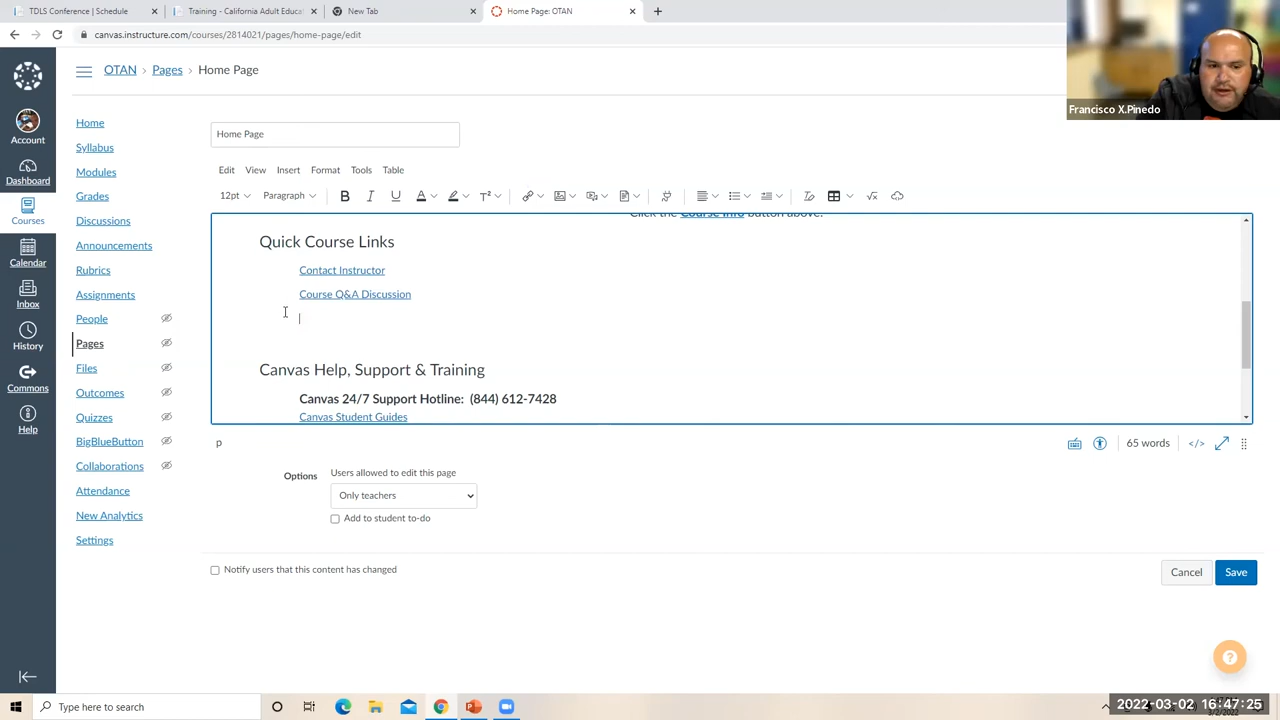 TDLS Conference | Schedule
Training - California Adult Educa
New Tab
Home Page: OTAN
canvas.instructure.com/courses/2814021/pages/home-page/edit
Francisco X.Pinedo
OTAN > Pages > Home Page
Account
Dashboard
Courses
Calendar
Inbox
History
Commons
Help
Home
Syllabus
Modules
Grades
Discussions
Announcements
Rubrics
Assignments
People
Pages
Files
Outcomes
Quizzes
BigBlueButton
Collaborations
Attendance
New Analytics
Settings
Home Page
Edit View Insert Format Tools Table
12pt Paragraph
Click the Course Info button above.
Quick Course Links
Contact Instructor
Course Q&A Discussion
Canvas Help, Support & Training
Canvas 24/7 Support Hotline: (844) 612-7428
Canvas Student Guides
p
65 words
</>
Options
Users allowed to edit this page
Only teachers
Add to student to-do
Notify users that this content has changed
Cancel
Save
Type here to search
2022-03-02 16:47:25